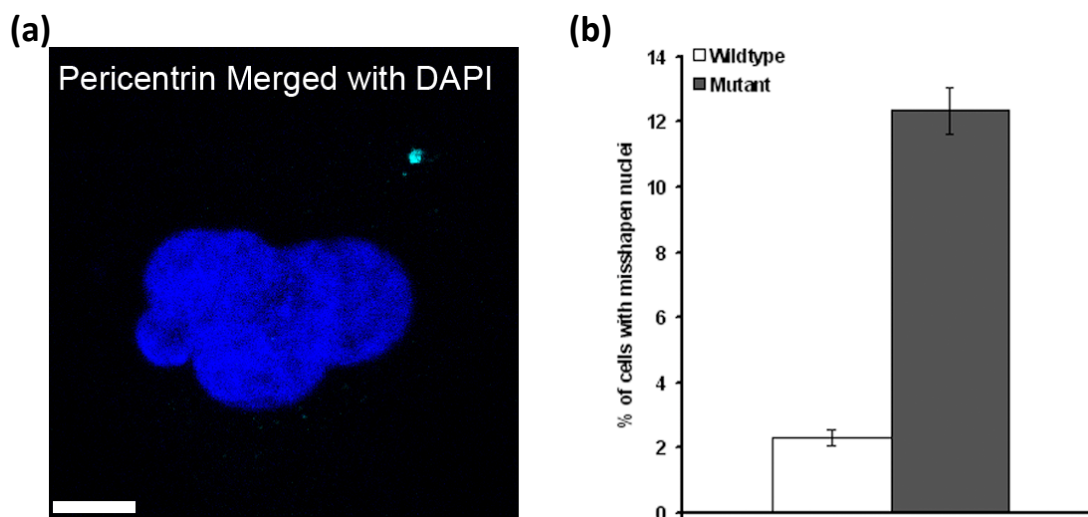 (a)
Pericentrin Merged with DAPI
(b)
% of cells with misshapen nuclei
Wildtype
Mutant
14
12
10
8
6
4
2
0